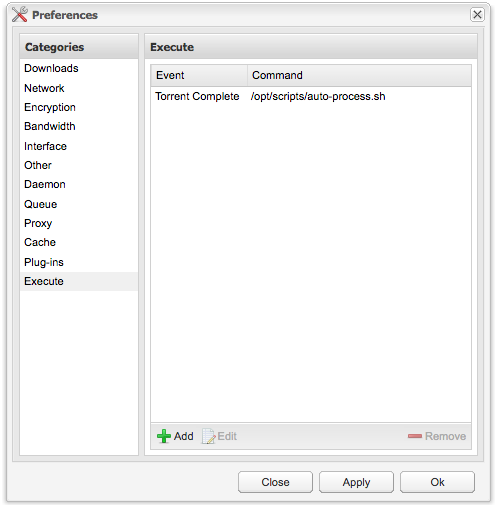 Preferences
Categories
Downloads
Network
Encryption
Bandwidth
Interface
Other
Daemon
Queue
Proxy
Cache
Plug-ins
Execute
Execute
Event Command
Torrent Complete /opt/scripts/auto-process.sh
Add Edit Remove
Close Apply Ok